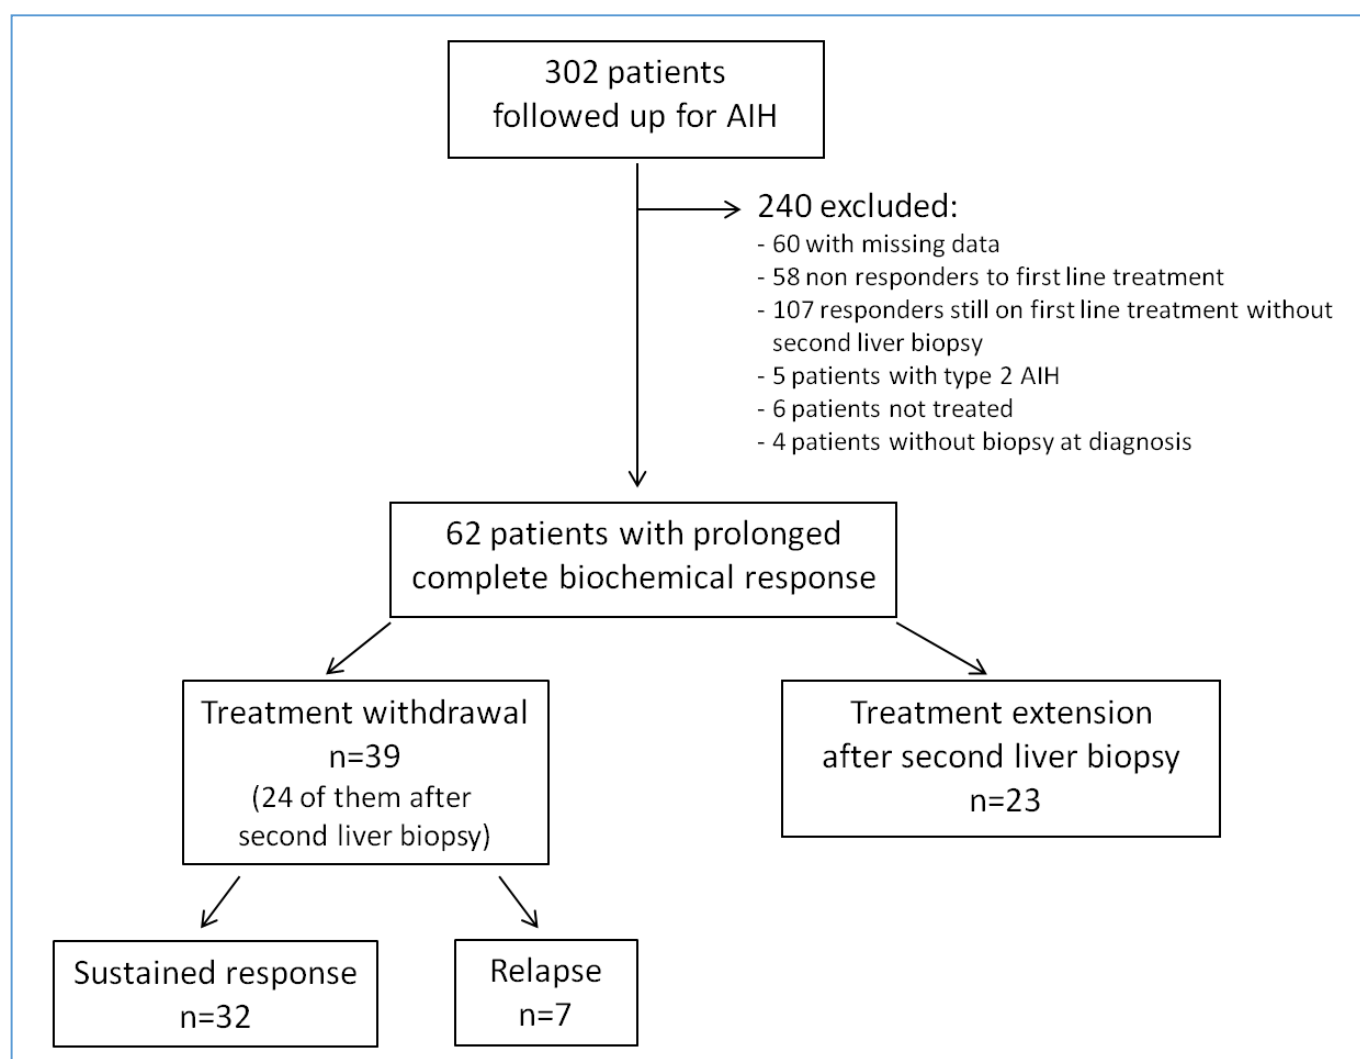 302 patients
followed up for AIH
240 excluded:
- 60 with missing data
- 58 non responders to first line treatment
- 107 responders still on first line treatment without
second liver biopsy
- 5 patients with type 2 AIH
- 6 patients not treated
- 4 patients without biopsy at diagnosis
62 patients with prolonged
complete biochemical response
Treatment withdrawal
n=39
(24 of them after
second liver biopsy)
Treatment extension
after second liver biopsy
n=23
Sustained response
n=32
Relapse
n=7